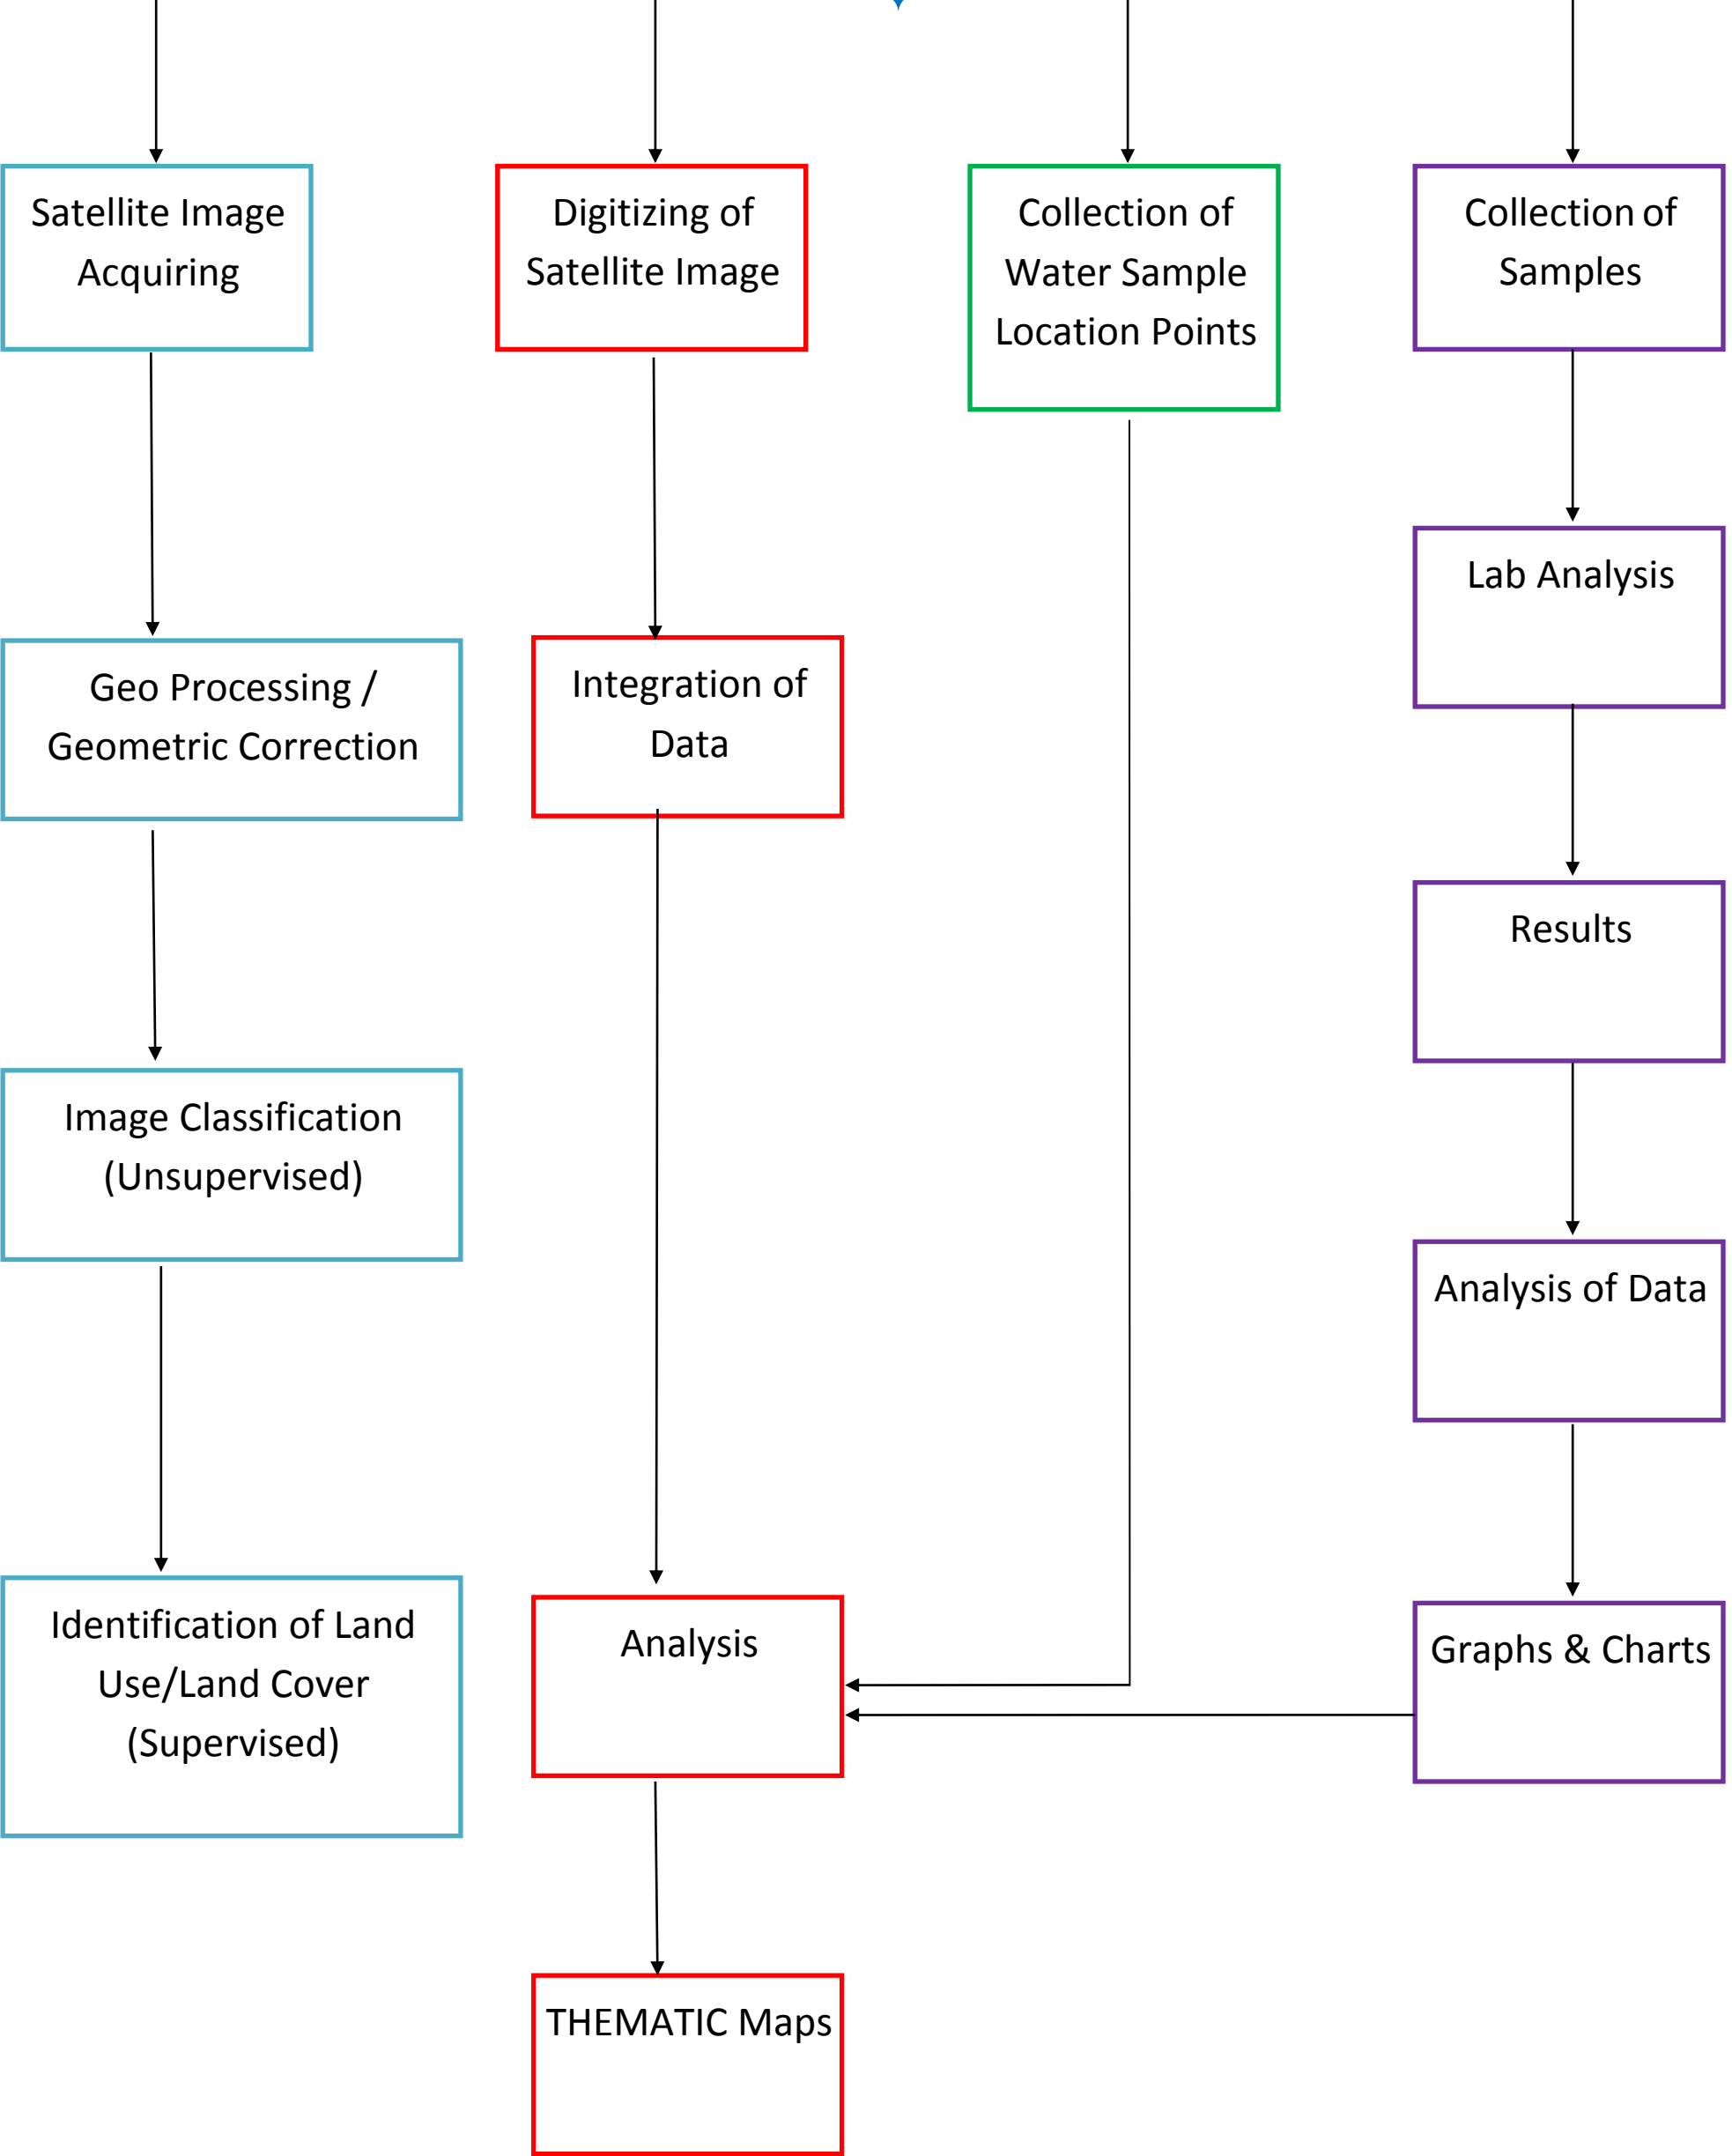 Satellite Image
Acquiring
Digitizing of
Satellite Image
Collection of
Water Sample
Location Points
Collection of
Samples
Lab Analysis
Geo Processing /
Geometric Correction
Integration of
Data
Results
Image Classification
(Unsupervised)
Analysis of Data
Identification of Land
Use/Land Cover
(Supervised)
Analysis
Graphs & Charts
THEMATIC Maps